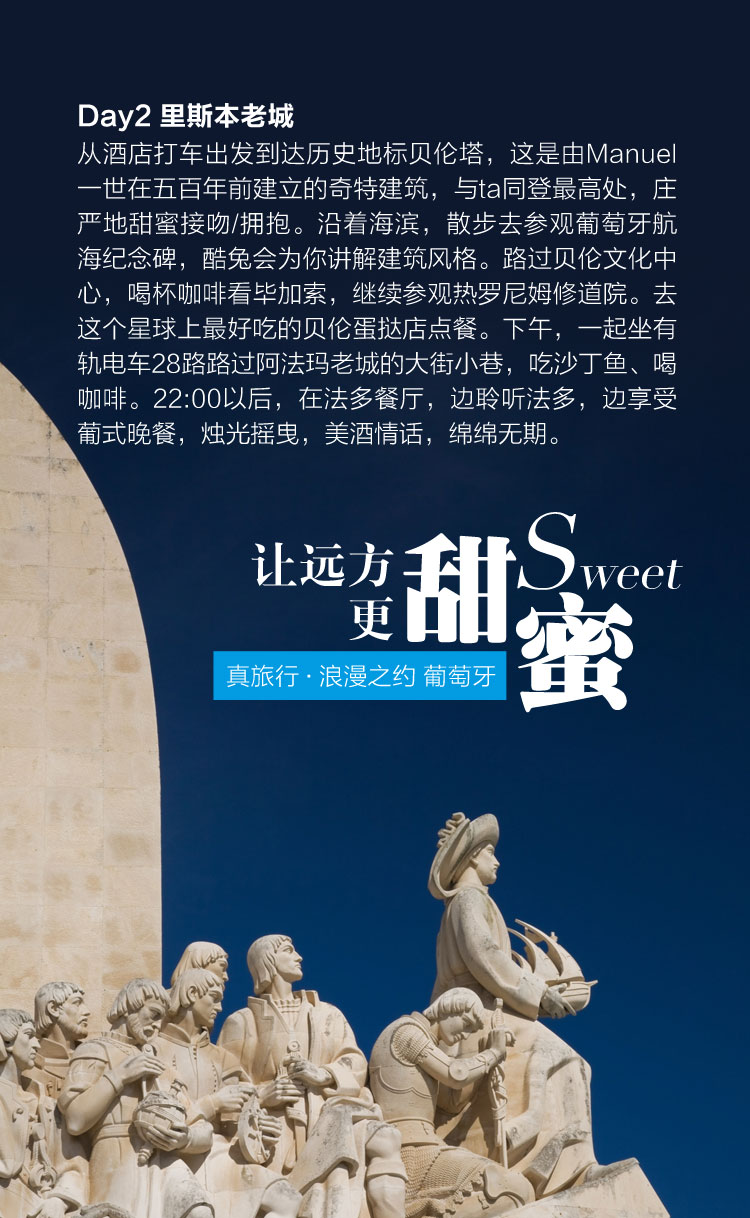 Day2 里斯本老城
从酒店打车出发到达历史地标贝伦塔，这是由Manuel
一世在五百年前建立的奇特建筑，与ta同登最高处，庄
严地甜蜜接吻/拥抱。沿着海滨，散步去参观葡萄牙航
海纪念碑，酷兔会为你讲解建筑风格。路过贝伦文化中
心，喝杯咖啡看毕加索，继续参观热罗尼姆修道院。去
这个星球上最好吃的贝伦蛋挞店点餐。下午，一起坐有
轨电车28路路过阿法玛老城的大街小巷，吃沙丁鱼、喝
咖啡。22:00以后，在法多餐厅，边聆听法多，边享受
葡式晚餐，烛光摇曳，美酒情话，绵绵无期。
让远方
更甜蜜
Sweet
真旅行·浪漫之约 葡萄牙